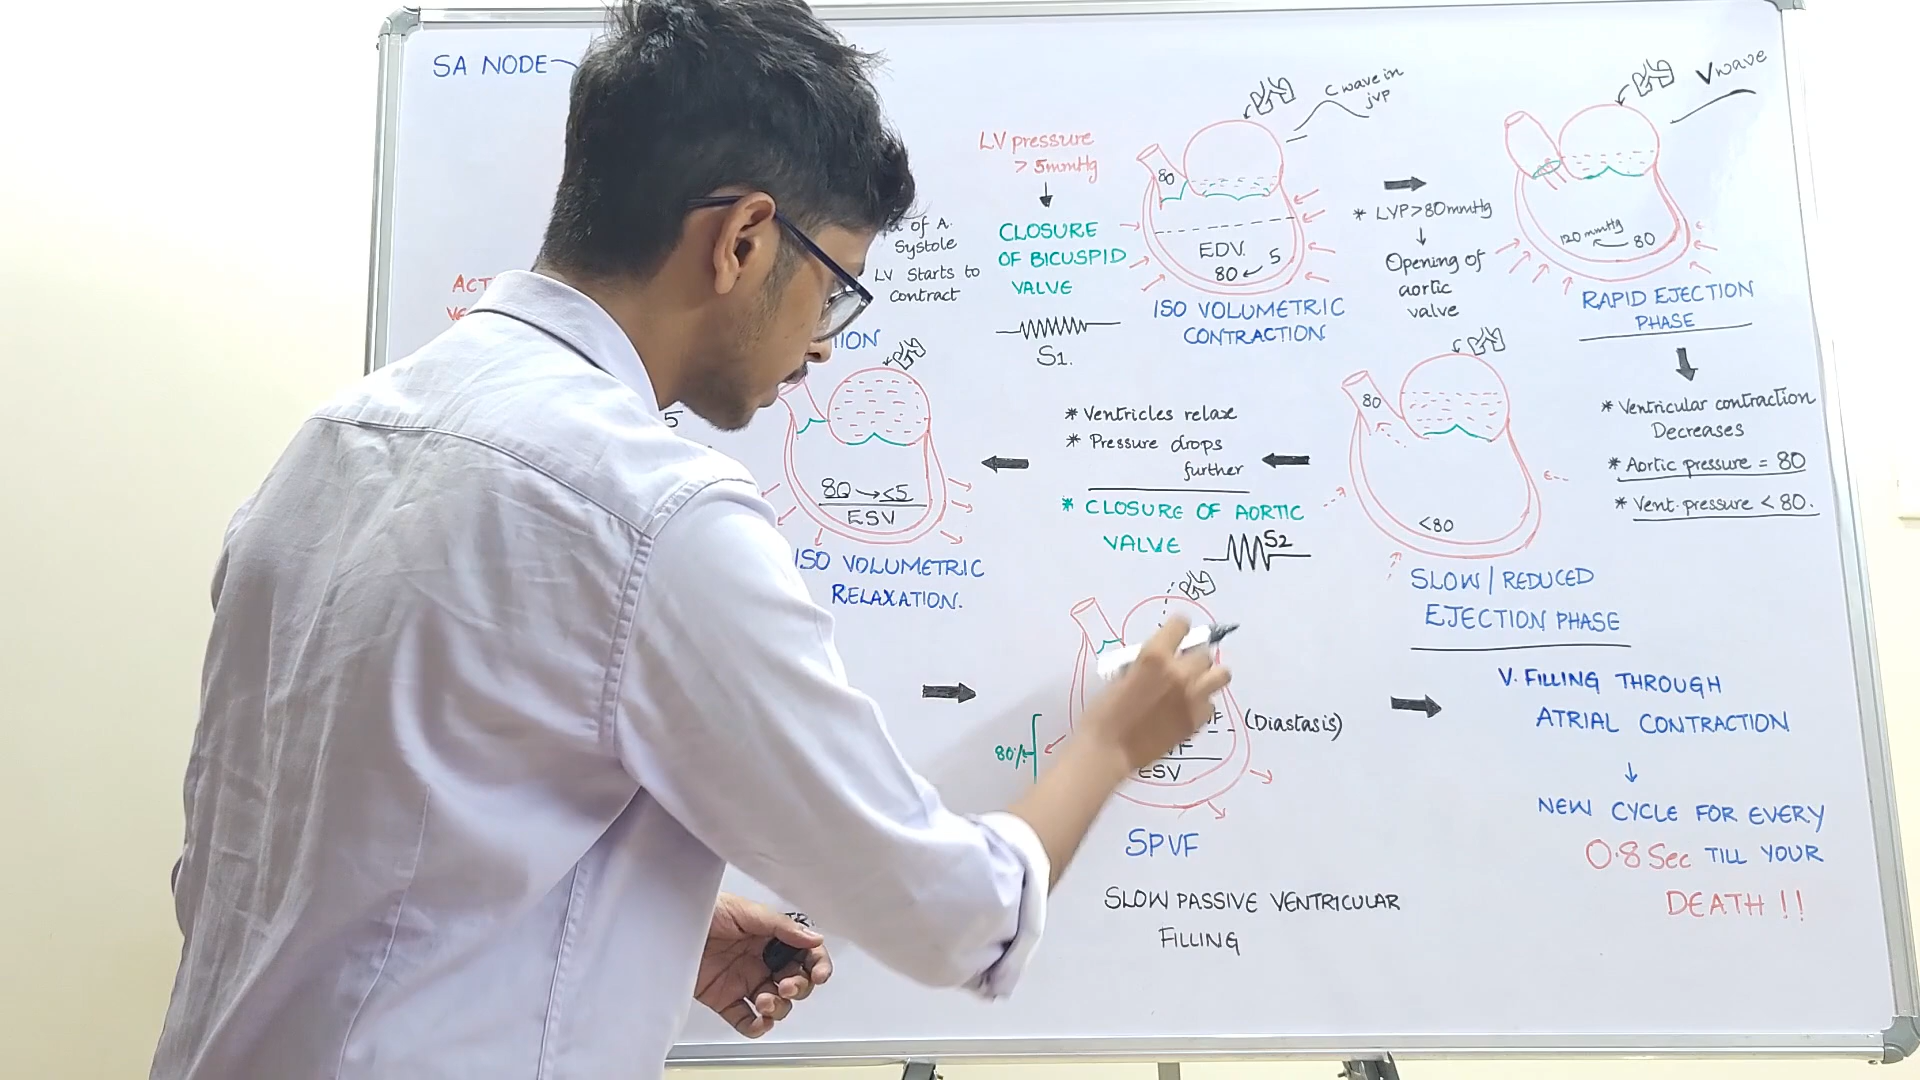 SA NODE
of A.
Systole
LV Starts to
contract
LV pressure
> 5mmHg
CLOSURE
OF BICUSPID
VALVE
S1.
80
EDV.
80 ← 5
ISO VOLUMETRIC
CONTRACTION
C wave in
jvp
* LVP>80mmHg
Opening of
aortic
valve
V wave
120 mmHg ← 80
RAPID EJECTION
PHASE
* Ventricular contraction
Decreases
* Aortic pressure = 80
* Vent. pressure < 80.
80
<80
SLOW / REDUCED
EJECTION PHASE
* Ventricles relax
* Pressure drops
further
* CLOSURE OF AORTIC
VALVE
S2
5
80 → <5
ESV
ISO VOLUMETRIC
RELAXATION.
80%
(Diastasis)
ESV
SPVF
SLOW PASSIVE VENTRICULAR
FILLING
V. FILLING THROUGH
ATRIAL CONTRACTION
NEW CYCLE FOR EVERY
0.8 Sec TILL YOUR
DEATH !!